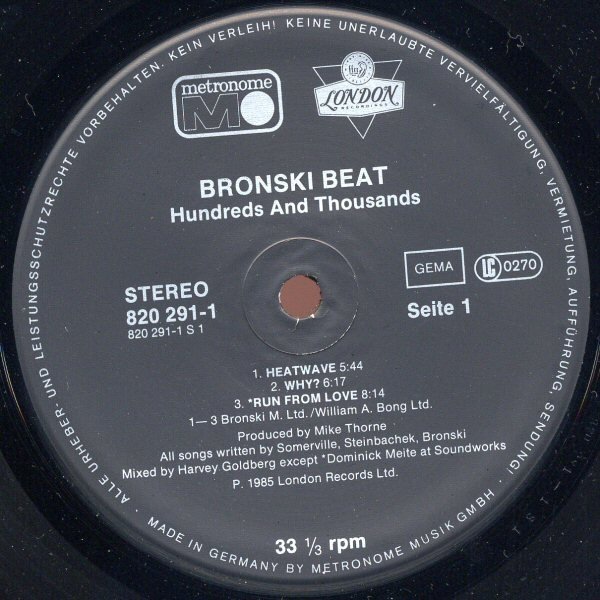 ALLE URHEBER- UND LEISTUNGSSCHUTZRECHTE VORBEHALTEN. KEIN VERLEIH! KEINE UNERLAUBTE VERVIELFÄLTIGUNG, VERMIETUNG, AUFFÜHRUNG, SENDUNG!
metronome
M
LONDON
RECORDINGS
BRONSKI BEAT
Hundreds And Thousands
STEREO
820 291-1
820 291-1 S 1
GEMA
LC 0270
Seite 1
1. HEATWAVE 5:44
2. WHY? 6:17
3. *RUN FROM LOVE 8:14
1—3 Bronski M. Ltd./William A. Bong Ltd.
Produced by Mike Thorne
All songs written by Somerville, Steinbachek, Bronski
Mixed by Harvey Goldberg except *Dominick Meite at Soundworks
P. 1985 London Records Ltd.
33 1/3 rpm
· MADE IN GERMANY BY METRONOME MUSIK GMBH ·